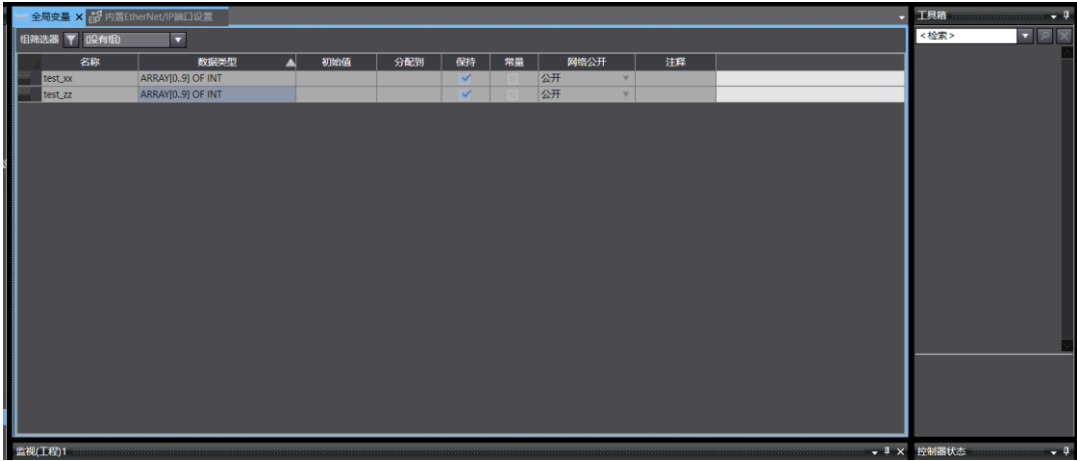 全局变量 内置EtherNet/IP端口设置
工具箱
组筛选器 (没有组)
<检索>
名称 数据类型 初始值 分配到 保持 常量 网络公开 注释
test_xx ARRAY[0..9] OF INT 公开
test_zz ARRAY[0..9] OF INT 公开
监视(工程)1
控制器状态